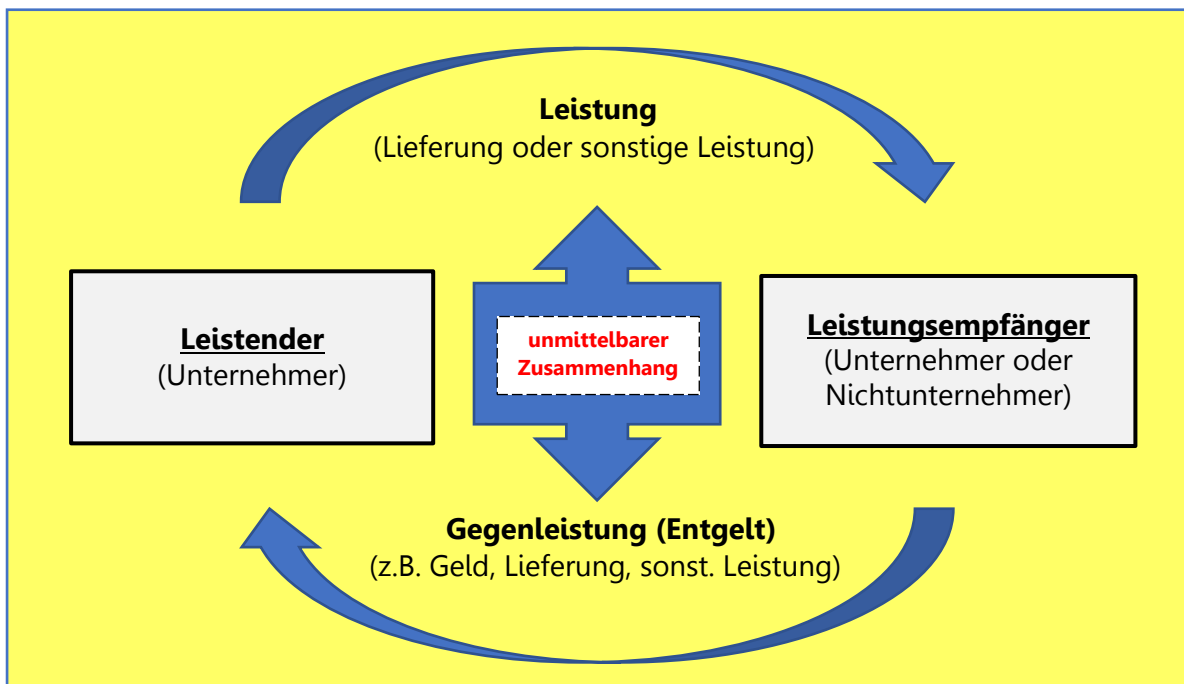 Leistung
(Lieferung oder sonstige Leistung)
Leistender
(Unternehmer)
unmittelbarer
Zusammenhang
Leistungsempfänger
(Unternehmer oder
Nichtunternehmer)
Gegenleistung (Entgelt)
(z.B. Geld, Lieferung, sonst. Leistung)